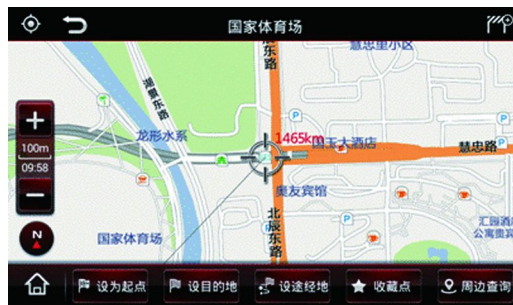 国家体育场
慧忠里小区
东路
湖景东路
龙形水系
1465km
国玉大酒店
慧忠路
100m
09:58
奥友宾馆
北辰东路
N
国家体育场
汇园酒店
公寓贵宾
设为起点
设目的地
设途经地
收藏点
周边查询